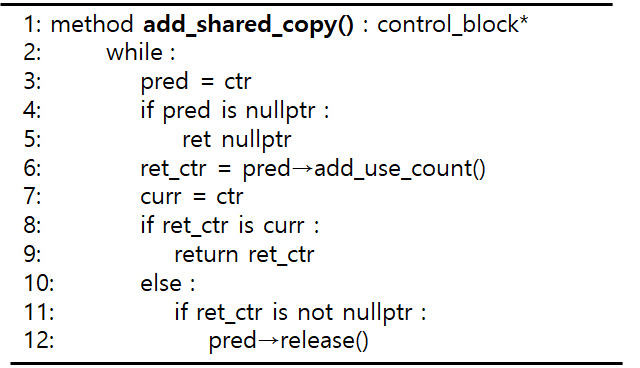 1: method add_shared_copy() : control_block*
2: while :
3: pred = ctr
4: if pred is nullptr :
5: ret nullptr
6: ret_ctr = pred→add_use_count()
7: curr = ctr
8: if ret_ctr is curr :
9: return ret_ctr
10: else :
11: if ret_ctr is not nullptr :
12: pred→release()